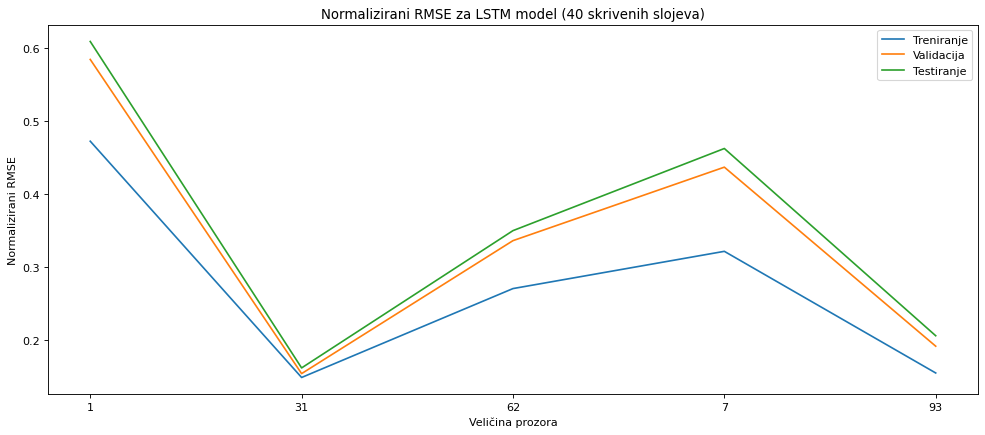 Normalizirani RMSE za LSTM model (40 skrivenih slojeva)
Treniranje
Validacija
Testiranje
Normalizirani RMSE
0.6
0.5
0.4
0.3
0.2
1 31 62 7 93
Veličina prozora